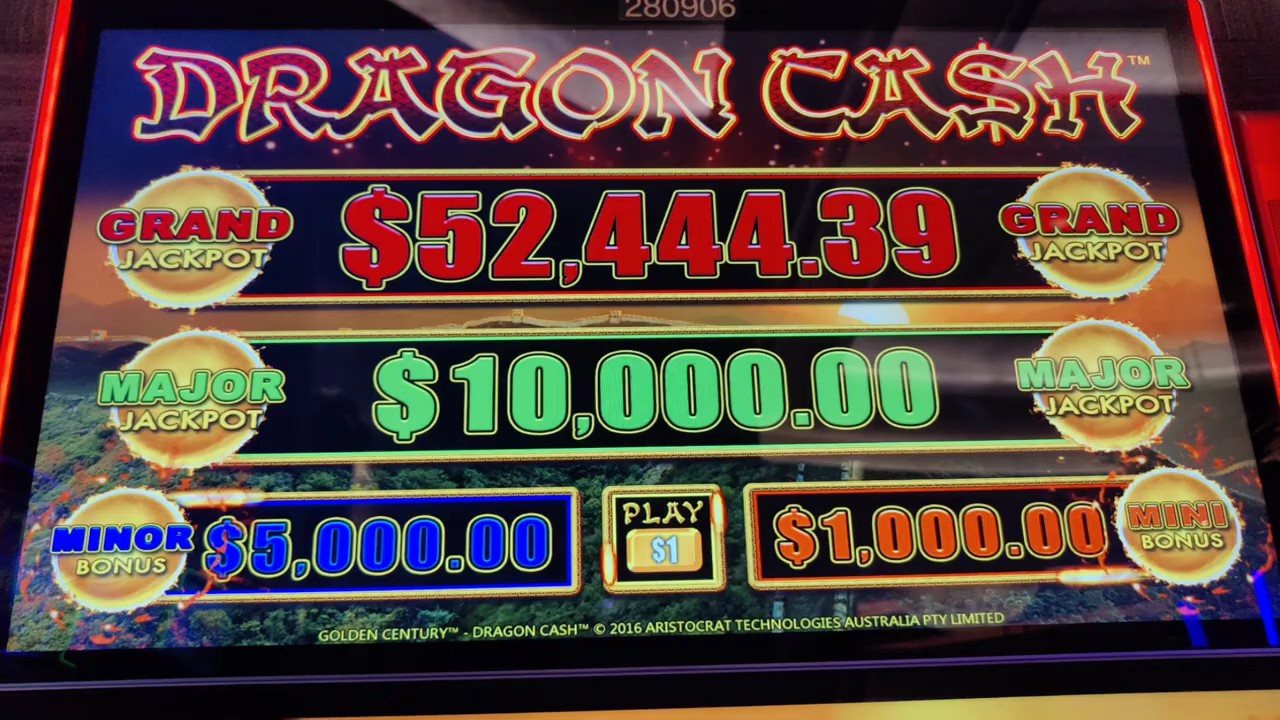 280906
DRAGON CA$H™
GRAND JACKPOT $52,444.39 GRAND JACKPOT
MAJOR JACKPOT $10,000.00 MAJOR JACKPOT
MINOR BONUS $5,000.00 PLAY $1 $1,000.00 MINI BONUS
GOLDEN CENTURY™ - DRAGON CASH™ © 2016 ARISTOCRAT TECHNOLOGIES AUSTRALIA PTY LIMITED